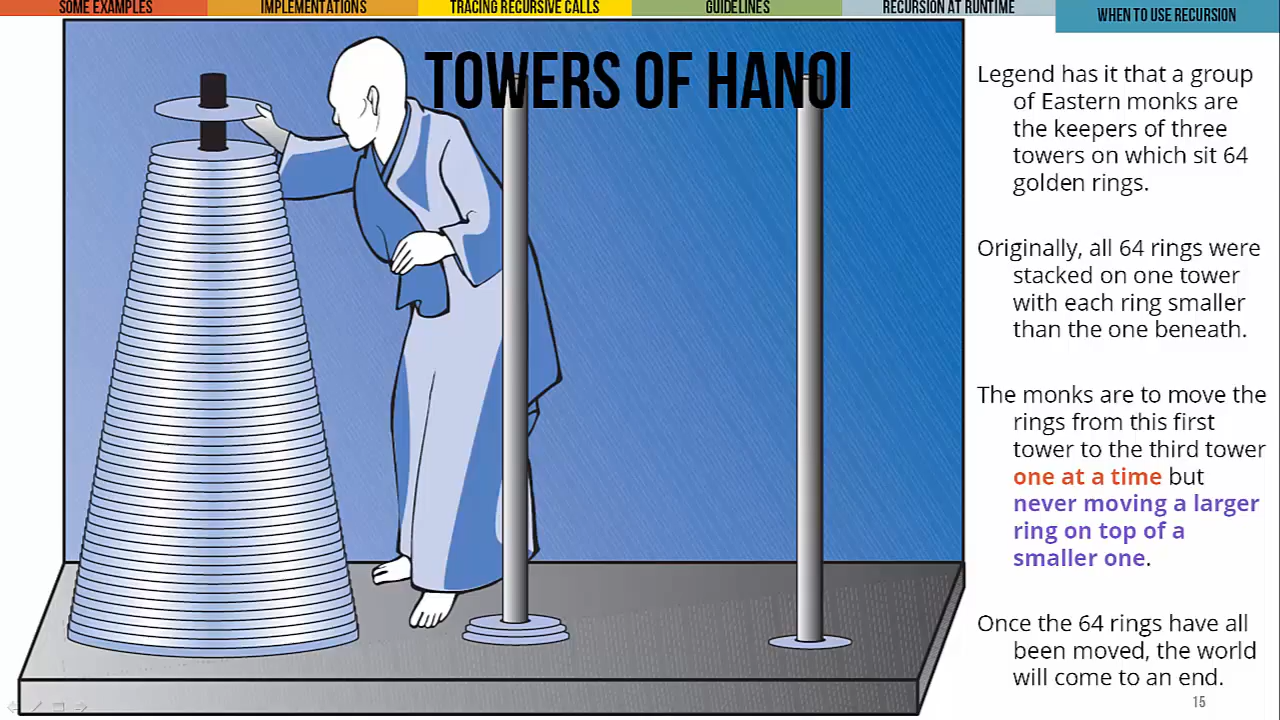 SOME EXAMPLES
IMPLEMENTATIONS
TRACING RECURSIVE CALLS
GUIDELINES
RECURSION AT RUNTIME
WHEN TO USE RECURSION
TOWERS OF HANOI
Legend has it that a group
of Eastern monks are
the keepers of three
towers on which sit 64
golden rings.
Originally, all 64 rings were
stacked on one tower
with each ring smaller
than the one beneath.
The monks are to move the
rings from this first
tower to the third tower
one at a time but
never moving a larger
ring on top of a
smaller one.
Once the 64 rings have all
been moved, the world
will come to an end.
15